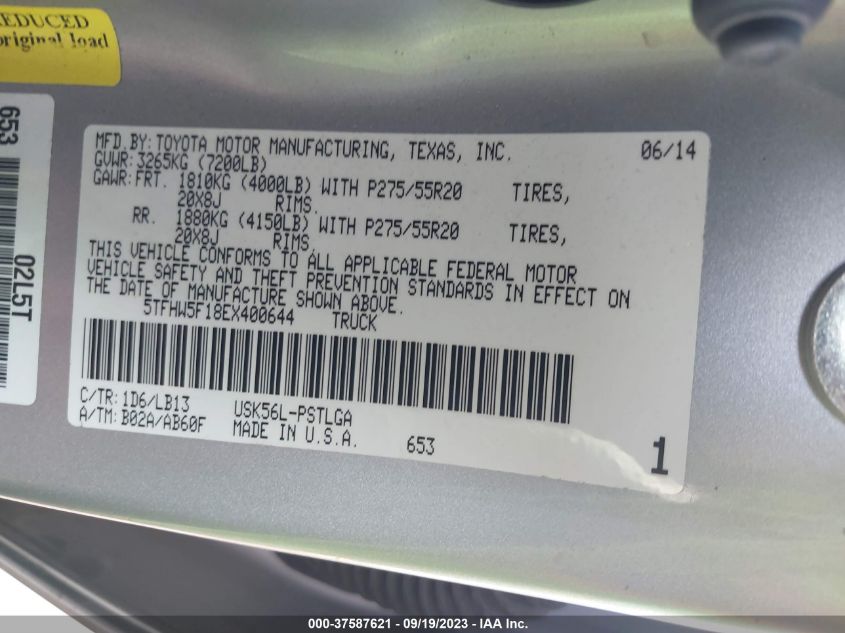 REDUCED
original load
653
02L5T
MFD. BY: TOYOTA MOTOR MANUFACTURING, TEXAS, INC. 06/14
GVWR: 3265KG (7200LB)
GAWR: FRT. 1810KG (4000LB) WITH P275/55R20 TIRES,
20X8J RIMS.
RR. 1880KG (4150LB) WITH P275/55R20 TIRES,
20X8J RIMS.
THIS VEHICLE CONFORMS TO ALL APPLICABLE FEDERAL MOTOR
VEHICLE SAFETY AND THEFT PREVENTION STANDARDS IN EFFECT ON
THE DATE OF MANUFACTURE SHOWN ABOVE.
5TFHW5F18EX400644 TRUCK
C/TR: 1D6/LB13 USK56L-PSTLGA
A/TM: B02A/AB60F MADE IN U.S.A. 653 1
000-37587621 - 09/19/2023 - IAA Inc.